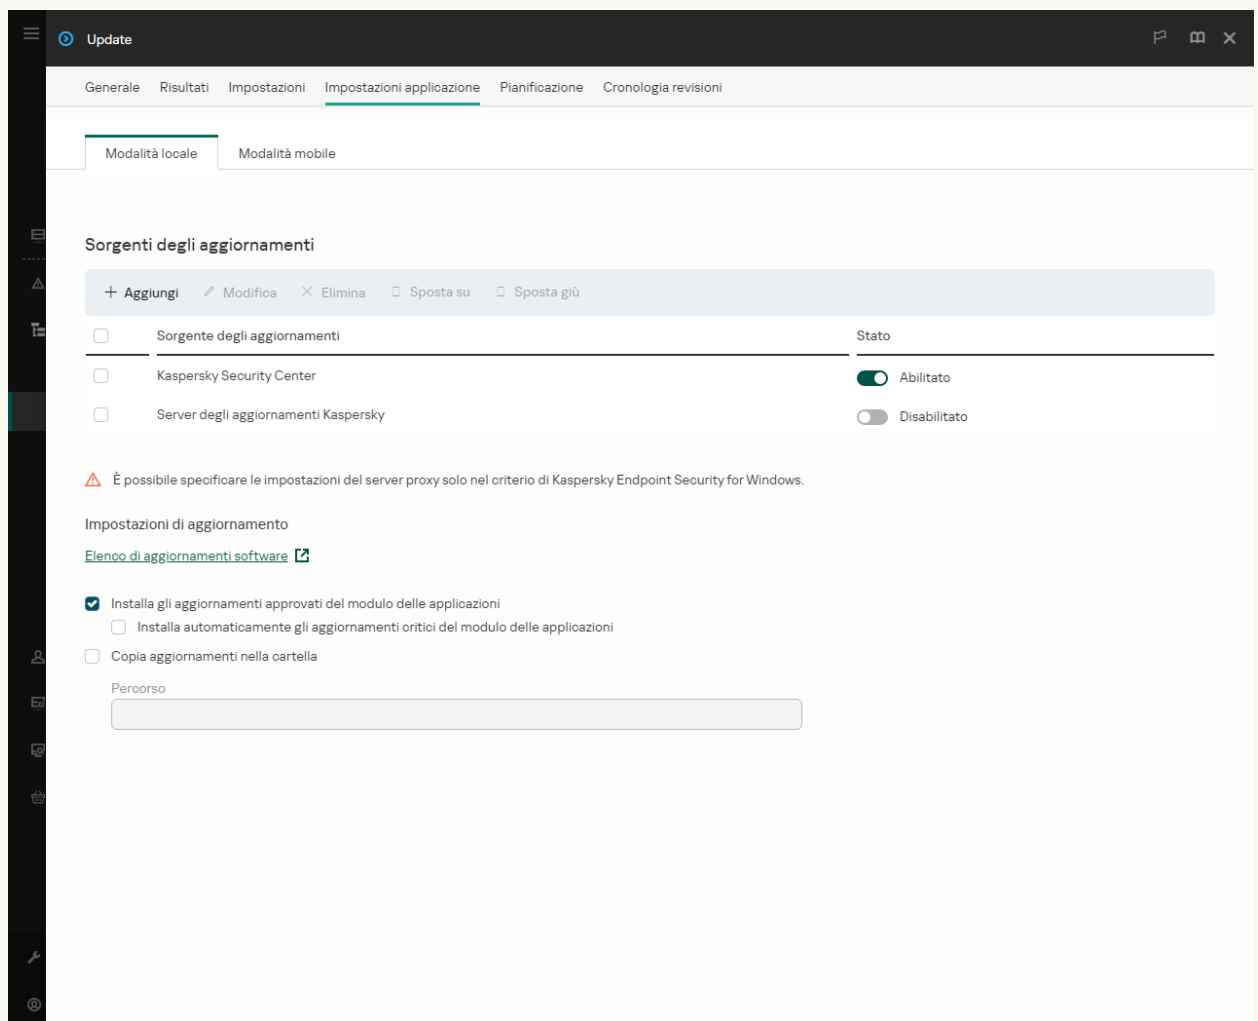 Update
Generale Risultati Impostazioni Impostazioni applicazione Pianificazione Cronologia revisioni
Modalità locale Modalità mobile
Sorgenti degli aggiornamenti
Aggiungi Modifica Elimina Sposta su Sposta giù
Sorgente degli aggiornamenti Stato
Kaspersky Security Center Abilitato
Server degli aggiornamenti Kaspersky Disabilitato
È possibile specificare le impostazioni del server proxy solo nel criterio di Kaspersky Endpoint Security for Windows.
Impostazioni di aggiornamento
Elenco di aggiornamenti software
Installa gli aggiornamenti approvati del modulo delle applicazioni
Installa automaticamente gli aggiornamenti critici del modulo delle applicazioni
Copia aggiornamenti nella cartella
Percorso